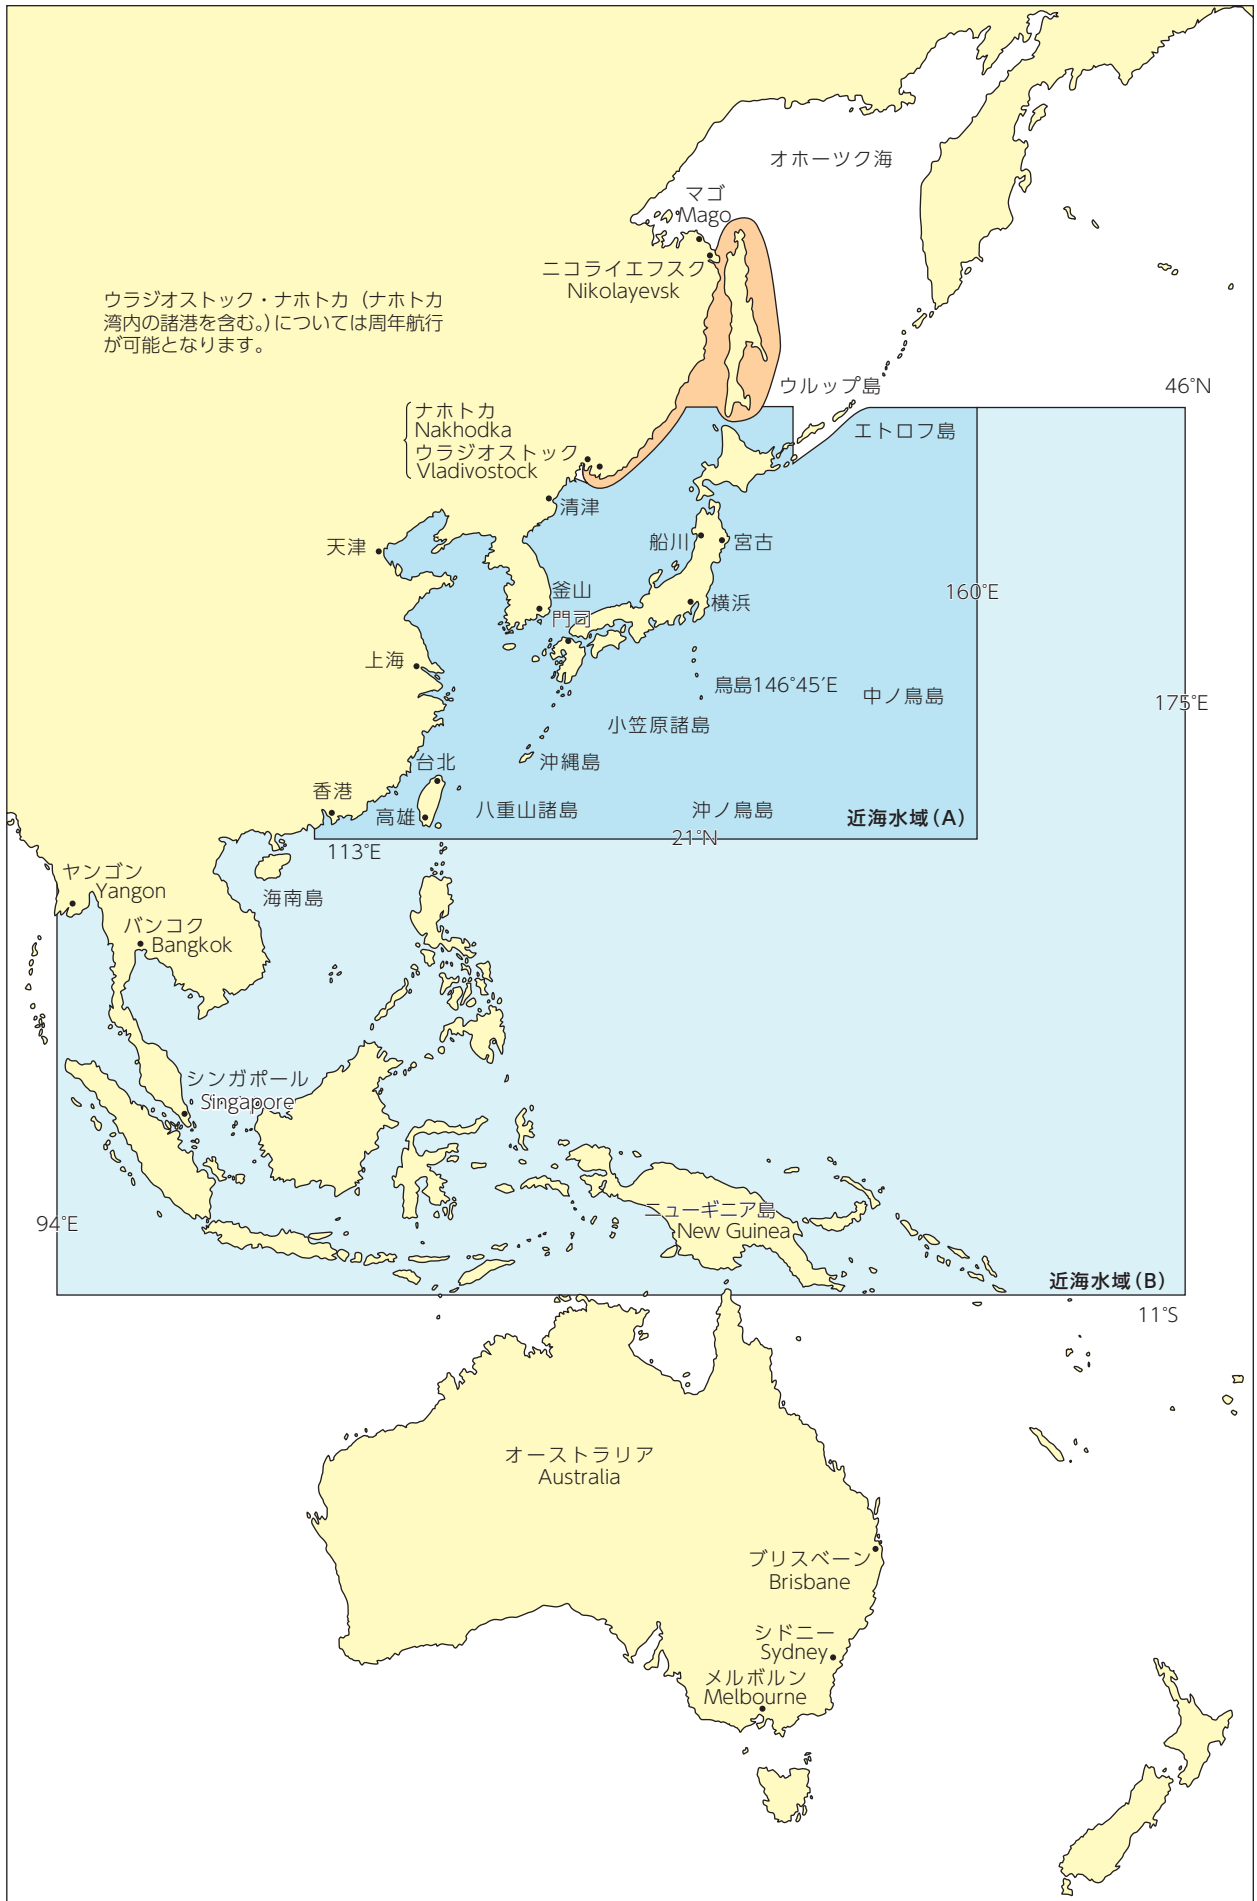 オホーツク海
マゴ
Mago
ニコライエフスク
Nikolayevsk
ウラジオストック・ナホトカ（ナホトカ
湾内の諸港を含む。）については周年航行
が可能となります。
ウルップ島
46°N
エトロフ島
ナホトカ
Nakhodka
ウラジオストック
Vladivostock
清津
天津
船川
宮古
釜山
門司
横浜
160°E
上海
鳥島146°45′E
中ノ鳥島
175°E
小笠原諸島
沖縄島
台北
香港
高雄
八重山諸島
沖ノ鳥島
近海水域（A）
21°N
113°E
ヤンゴン
Yangon
海南島
バンコク
Bangkok
シンガポール
Singapore
94°E
ニューギニア島
New Guinea
近海水域（B）
11°S
オーストラリア
Australia
ブリスベーン
Brisbane
シドニー
Sydney
メルボルン
Melbourne